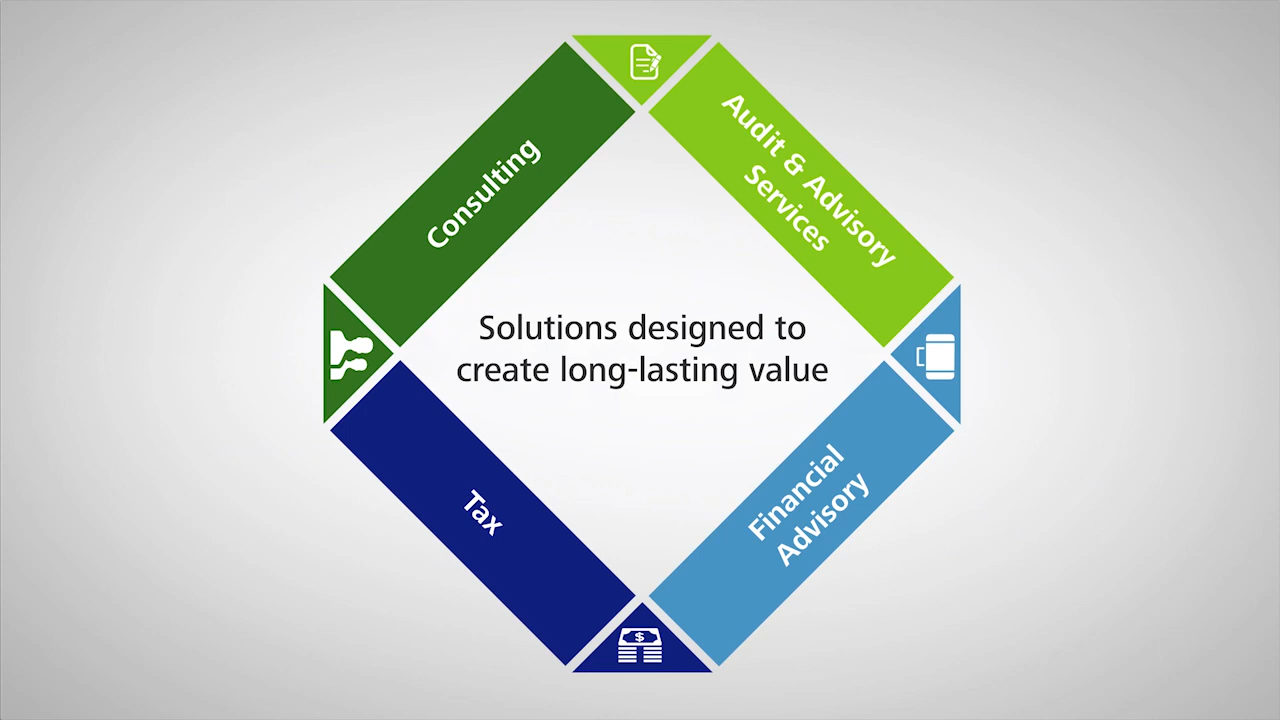 Consulting
Audit & Advisory
Services
Solutions designed to
create long-lasting value
Tax
Financial
Advisory
$